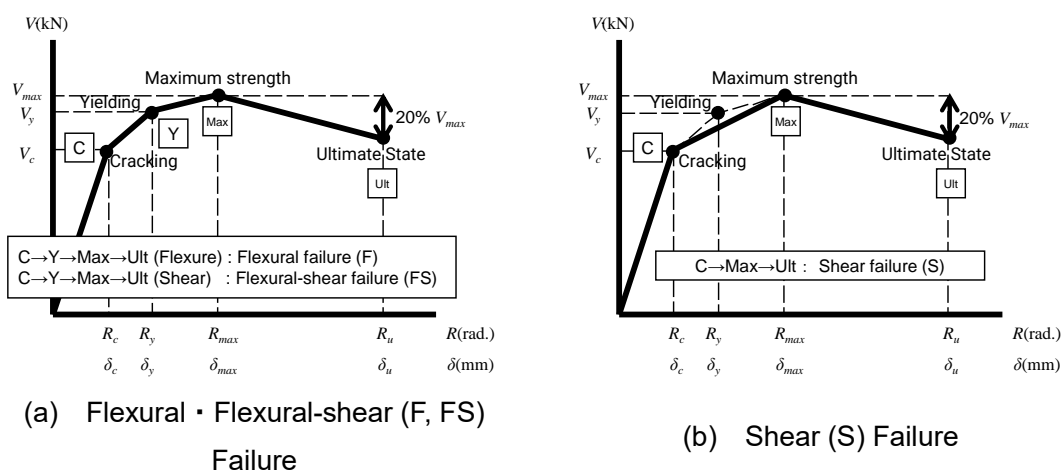 V(kN)
Maximum strength
V_max
Yielding
V_y
Max
20% V_max
Y
C
V_c
Cracking
Ultimate State
Ult
C→Y→Max→Ult (Flexure) : Flexural failure (F)
C→Y→Max→Ult (Shear) : Flexural-shear failure (FS)
R_c R_y R_max R_u R(rad.)
δ_c δ_y δ_max δ_u δ(mm)
(a) Flexural・Flexural-shear (F, FS)
Failure
V(kN)
Maximum strength
V_max
Yielding
V_y
Max
20% V_max
C
V_c
Cracking
Ultimate State
Ult
C→Max→Ult : Shear failure (S)
R_c R_y R_max R_u R(rad.)
δ_c δ_y δ_max δ_u δ(mm)
(b) Shear (S) Failure